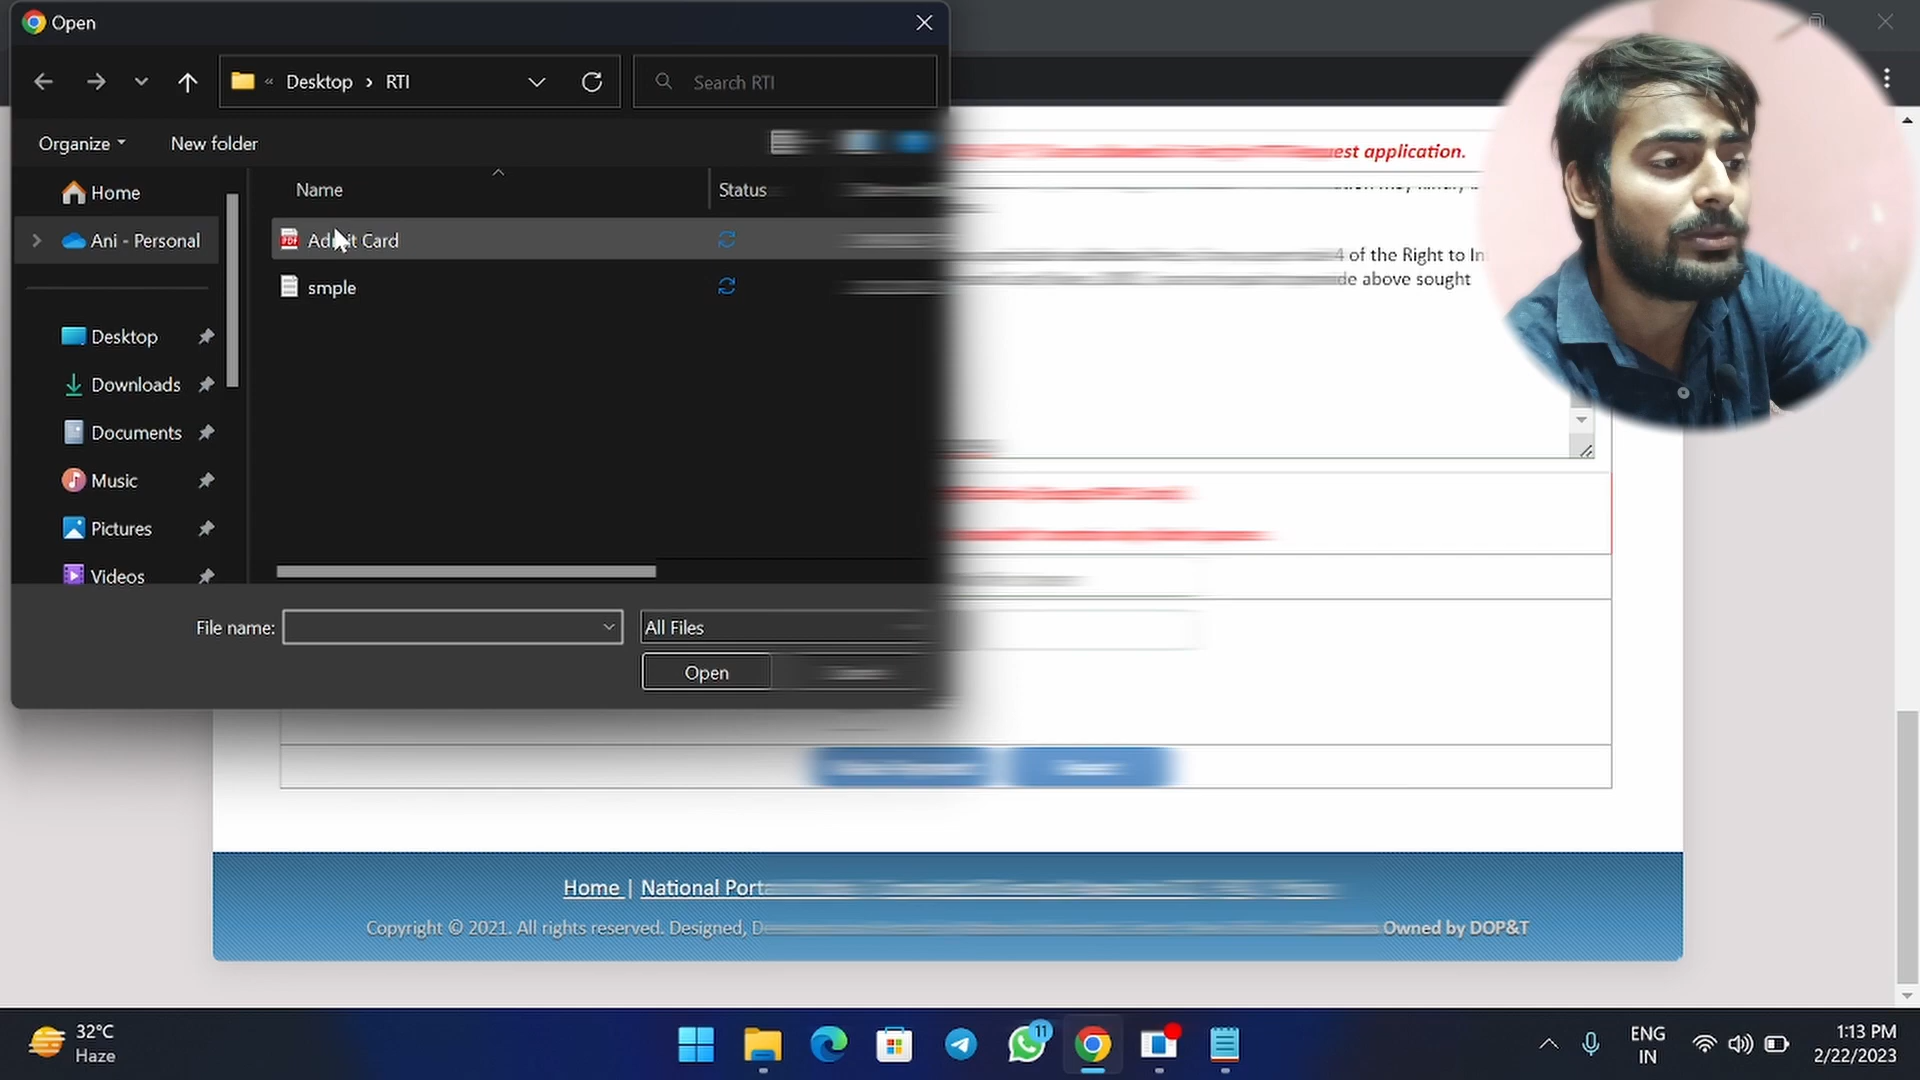 Open
« Desktop › RTI
Search RTI
Organize
New folder
est application.
Home
Name
Status
Ani - Personal
Admit Card
4 of the Right to In
smple
de above sought
Desktop
Downloads
Documents
Music
Pictures
Videos
File name:
All Files
Open
Home | National Port
Copyright © 2021. All rights reserved. Designed, D
Owned by DOP&T
32°C
Haze
11
ENG
IN
1:13 PM
2/22/2023